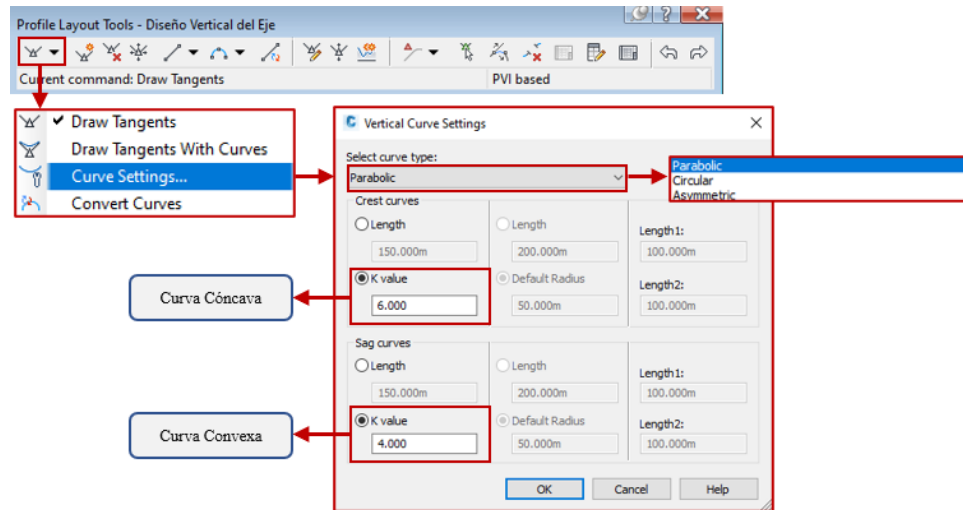 Profile Layout Tools - Diseño Vertical del Eje
Current command: Draw Tangents
PVI based
Draw Tangents
Draw Tangents With Curves
Curve Settings...
Convert Curves
Vertical Curve Settings
Select curve type:
Parabolic
Parabolic
Circular
Asymmetric
Crest curves
Length
150.000m
K value
6.000
Length
200.000m
Default Radius
50.000m
Length1:
100.000m
Length2:
100.000m
Curva Cóncava
Sag curves
Length
150.000m
K value
4.000
Length
200.000m
Default Radius
50.000m
Length1:
100.000m
Length2:
100.000m
Curva Convexa
OK
Cancel
Help